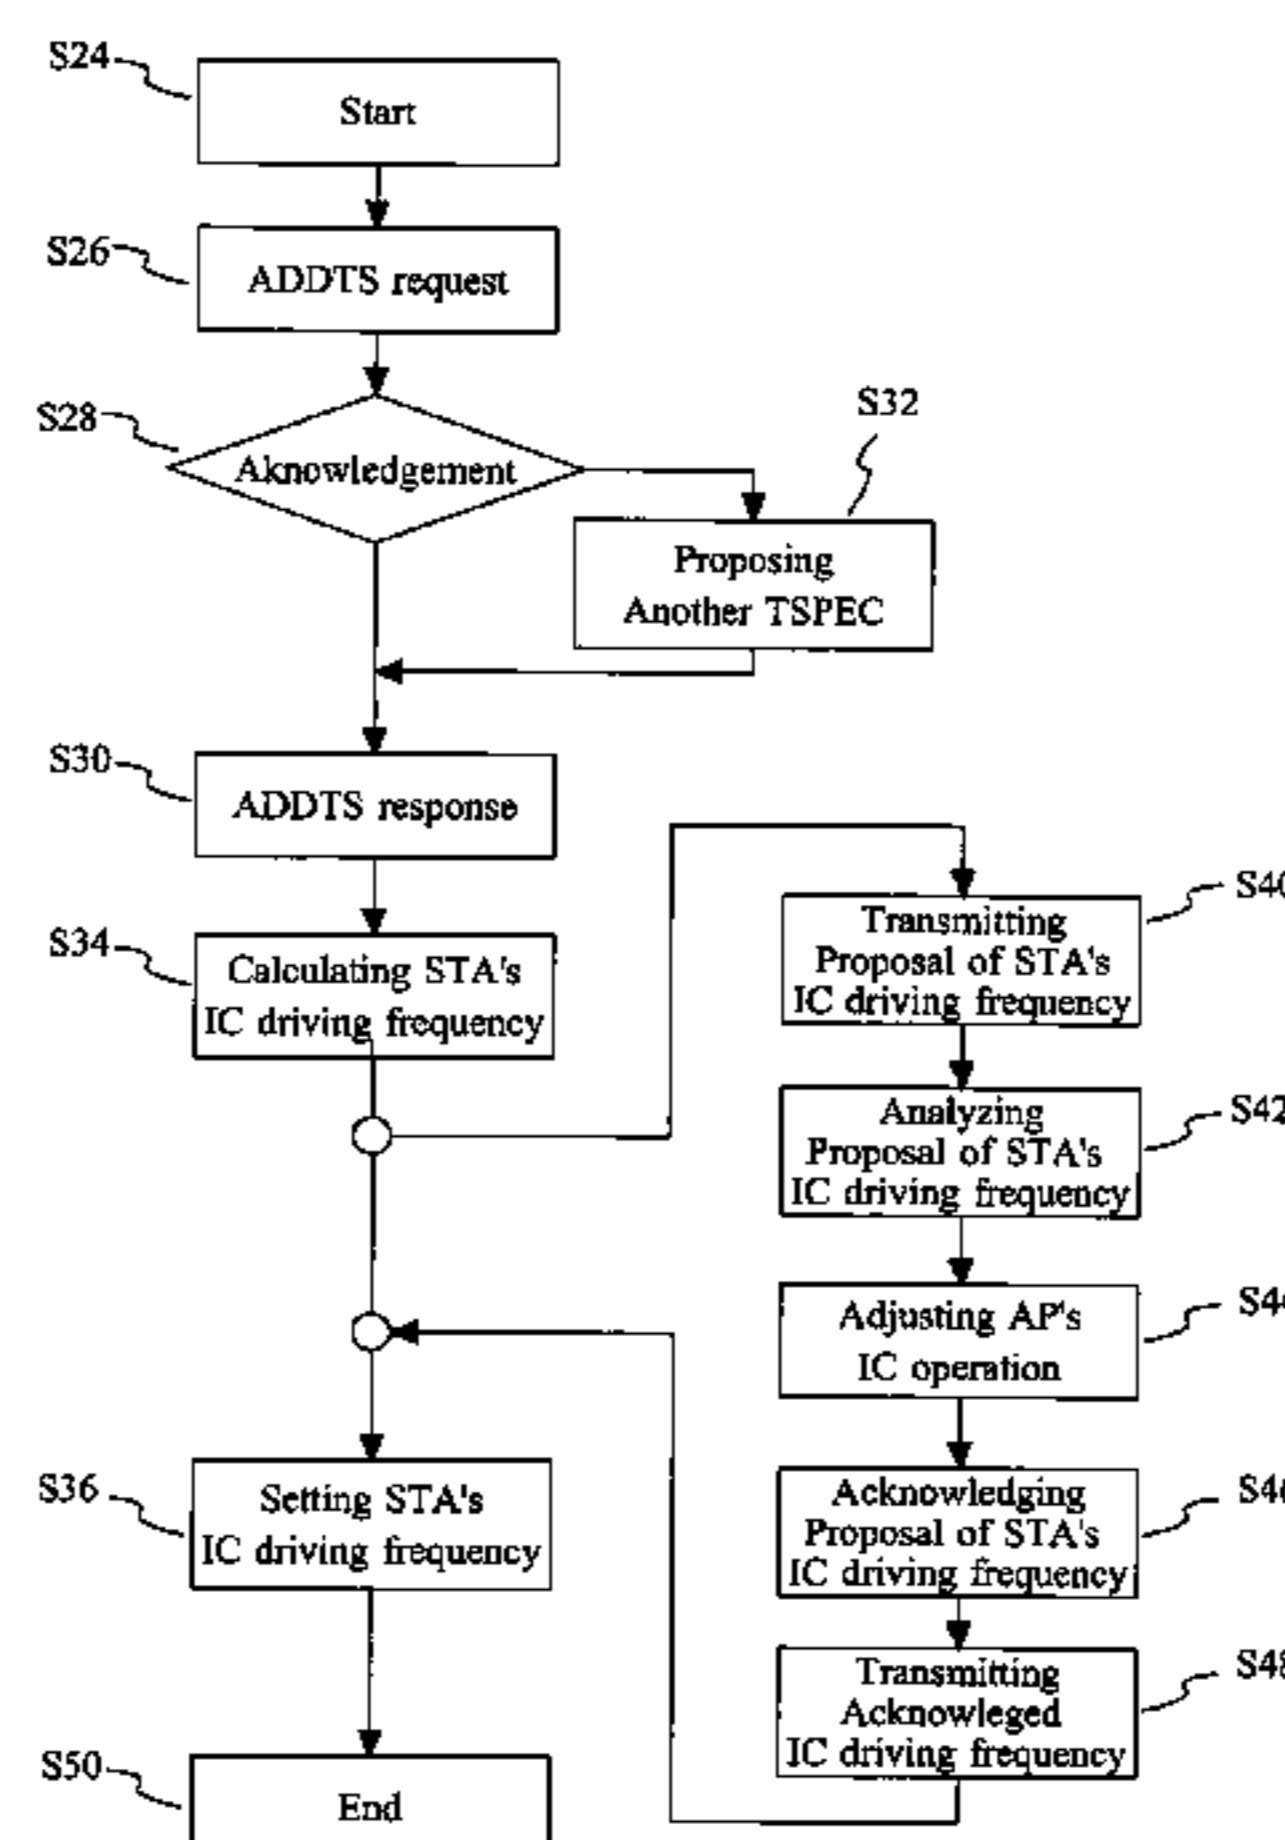 S24
Start
S26
ADDTS request
S28
Aknowledgement
S32
Proposing
Another TSPEC
S30
ADDTS response
S34
Calculating STA's
IC driving frequency
S40
Transmitting
Proposal of STA's
IC driving frequency
S42
Analyzing
Proposal of STA's
IC driving frequency
Adjusting AP's
IC operation
Acknowledging
Proposal of STA's
IC driving frequency
S48
Transmitting
Acknowleged
IC driving frequency
S36
Setting STA's
IC driving frequency
S50
End